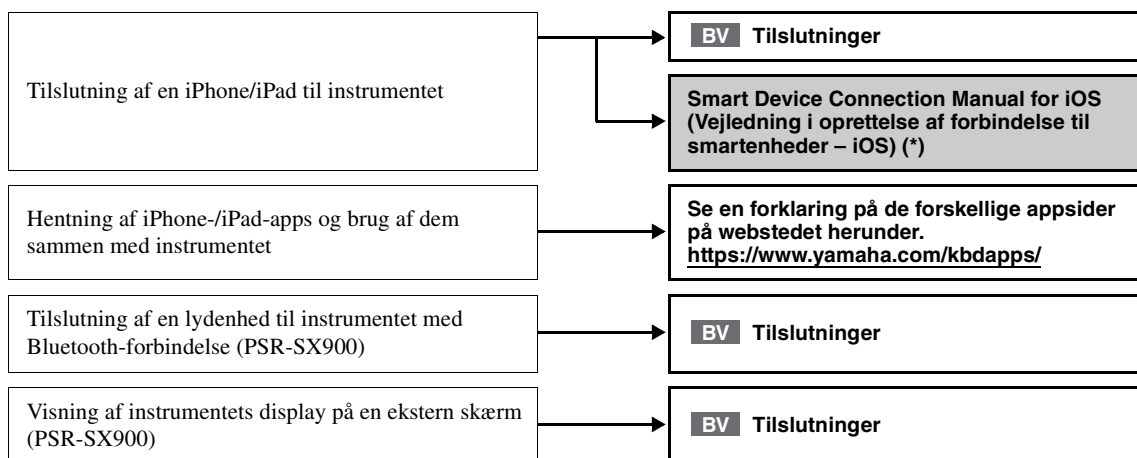 Tilslutning af en iPhone/iPad til instrumentet
BV Tilslutninger
Smart Device Connection Manual for iOS
(Vejledning i oprettelse af forbindelse til
smartenheder – iOS) (*)
Hentning af iPhone-/iPad-apps og brug af dem
sammen med instrumentet
Se en forklaring på de forskellige appsider
på webstedet herunder.
https://www.yamaha.com/kbdapps/
Tilslutning af en lydenhed til instrumentet med
Bluetooth-forbindelse (PSR-SX900)
BV Tilslutninger
Visning af instrumentets display på en ekstern skærm
(PSR-SX900)
BV Tilslutninger